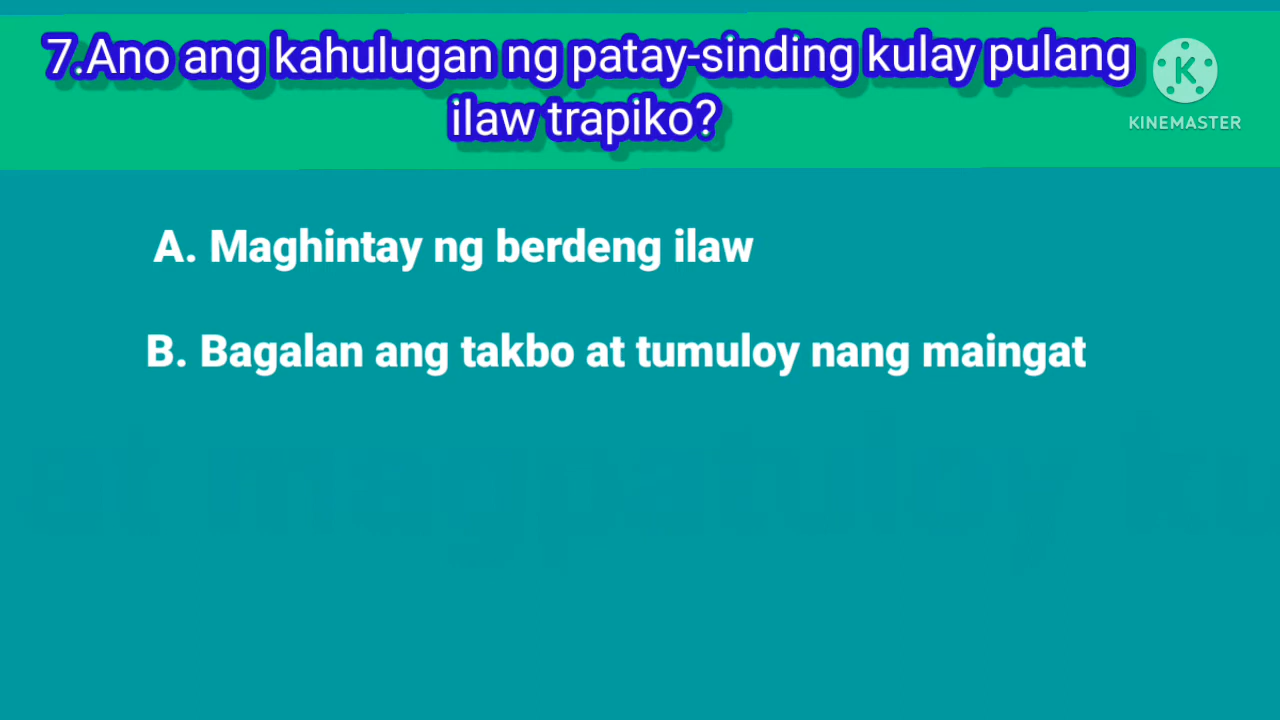 7.Ano ang kahulugan ng patay-sinding kulay pulang
ilaw trapiko?
KINEMASTER
A. Maghintay ng berdeng ilaw
B. Bagalan ang takbo at tumuloy nang maingat